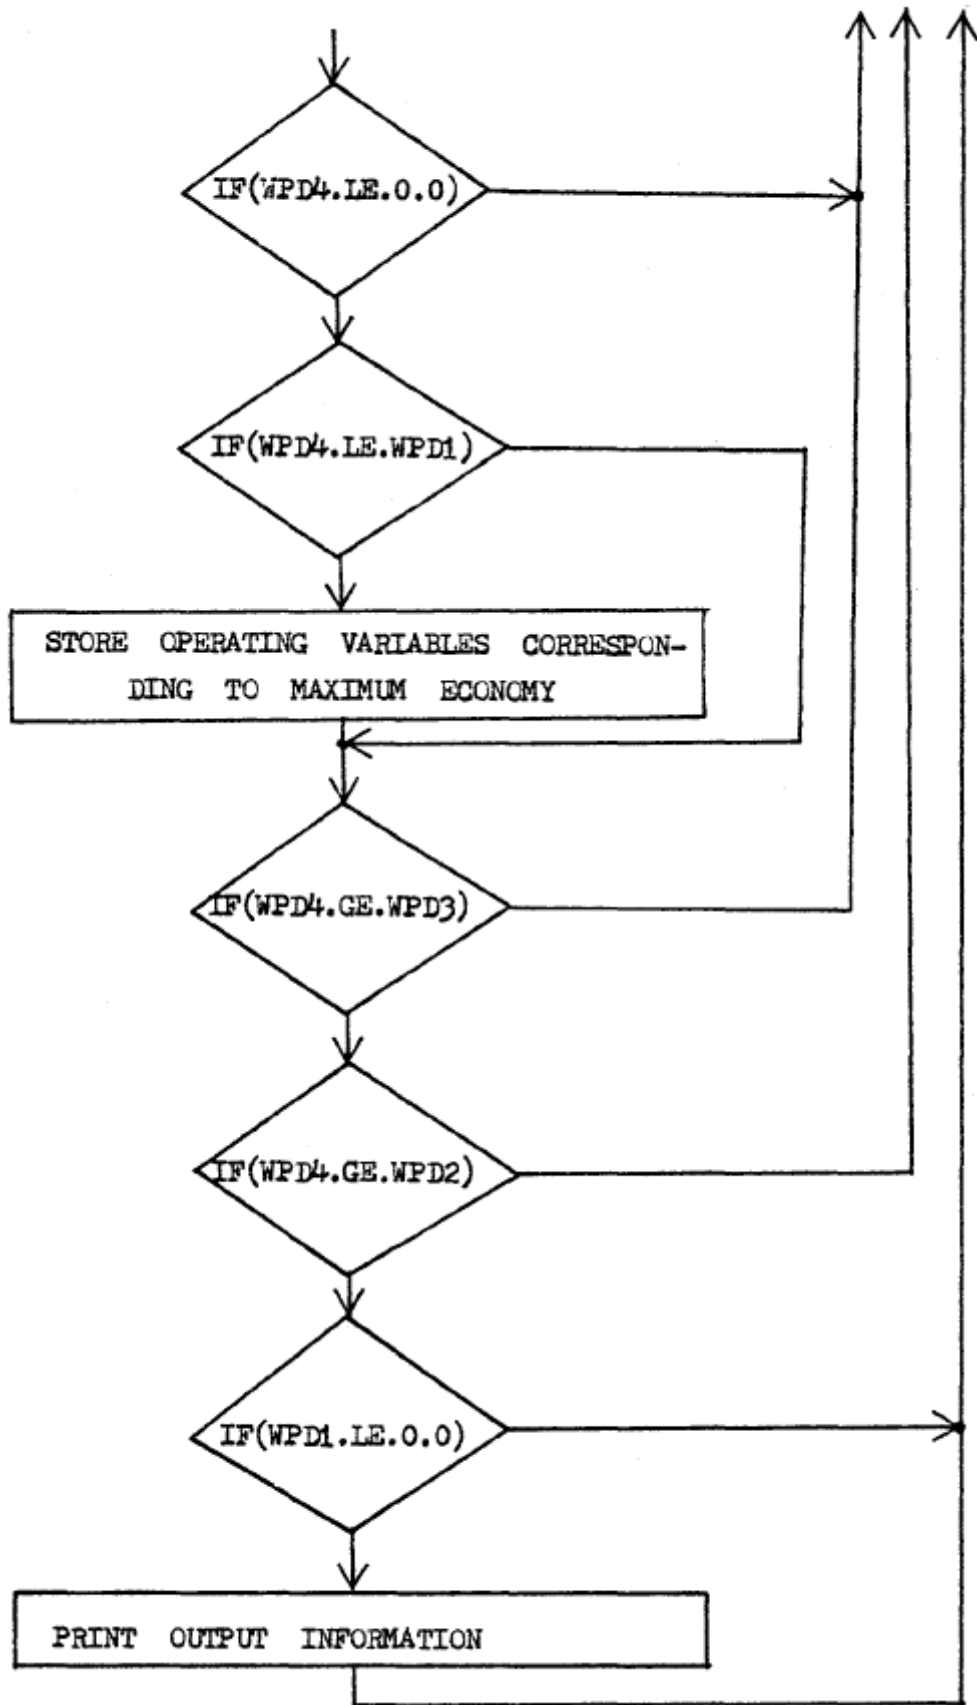 IF(WPD4.LE.0.0)
IF(WPD4.LE.WPD1)
STORE OPERATING VARIABLES CORRESPON-
DING TO MAXIMUM ECONOMY
IF(WPD4.GE.WPD3)
IF(WPD4.GE.WPD2)
IF(WPD1.LE.0.0)
PRINT OUTPUT INFORMATION